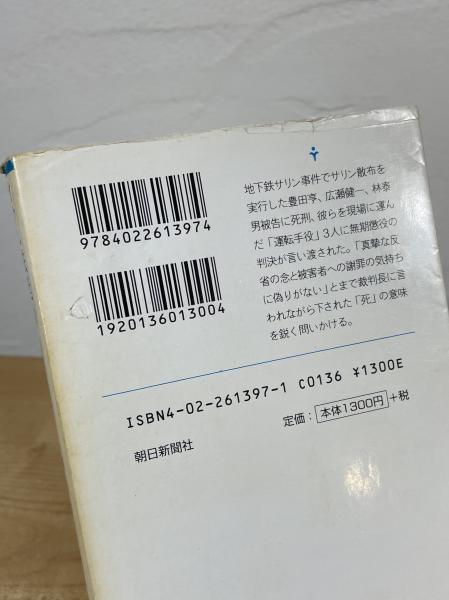 地下鉄サリン事件でサリン散布を
実行した豊田亨、広瀬健一、林泰
男被告に死刑、彼らを現場に運ん
だ「運転手役」3人に無期懲役の
判決が言い渡された。「真摯な反
省の念と被害者への謝罪の気持ち
に偽りがない」とまで裁判長に言
われながら下された「死」の意味
を鋭く問いかける。
9784022613974
1920136013004
ISBN4-02-261397-1 C0136 ¥1300E
定価：本体1300円+税
朝日新聞社